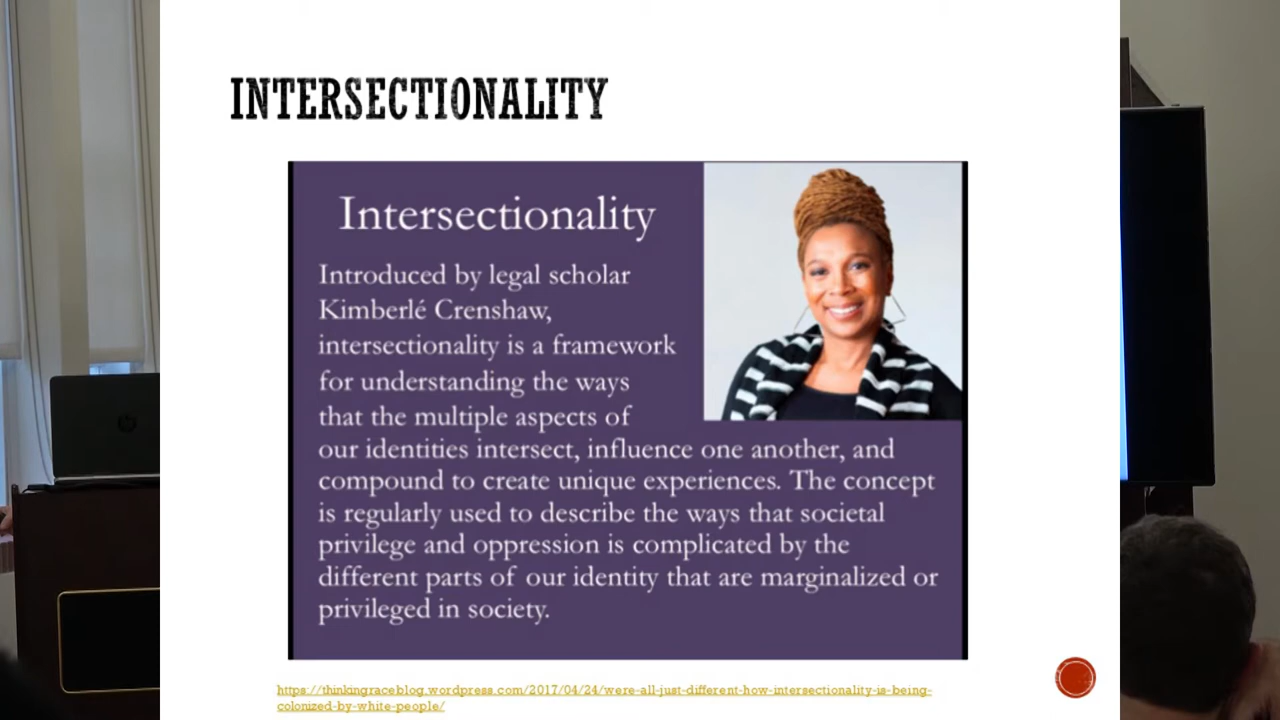 INTERSECTIONALITY
Intersectionality
Introduced by legal scholar
Kimberlé Crenshaw,
intersectionality is a framework
for understanding the ways
that the multiple aspects of
our identities intersect, influence one another, and
compound to create unique experiences. The concept
is regularly used to describe the ways that societal
privilege and oppression is complicated by the
different parts of our identity that are marginalized or
privileged in society.
https://thinkingraceblog.wordpress.com/2017/04/24/were-all-just-different-how-intersectionality-is-being-
colonized-by-white-people/